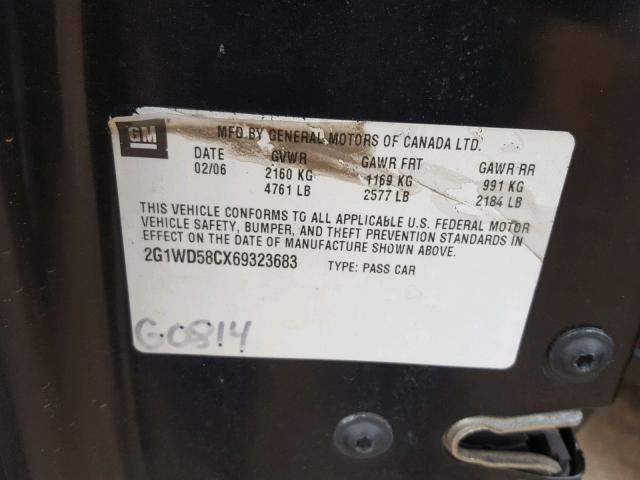 GM
MFD BY GENERAL MOTORS OF CANADA LTD.
DATE GVWR GAWR FRT GAWR RR
02/06 2160 KG 1169 KG 991 KG
4761 LB 2577 LB 2184 LB
THIS VEHICLE CONFORMS TO ALL APPLICABLE U.S. FEDERAL MOTOR
VEHICLE SAFETY, BUMPER, AND THEFT PREVENTION STANDARDS IN
EFFECT ON THE DATE OF MANUFACTURE SHOWN ABOVE.
2G1WD58CX69323683 TYPE: PASS CAR
G0814